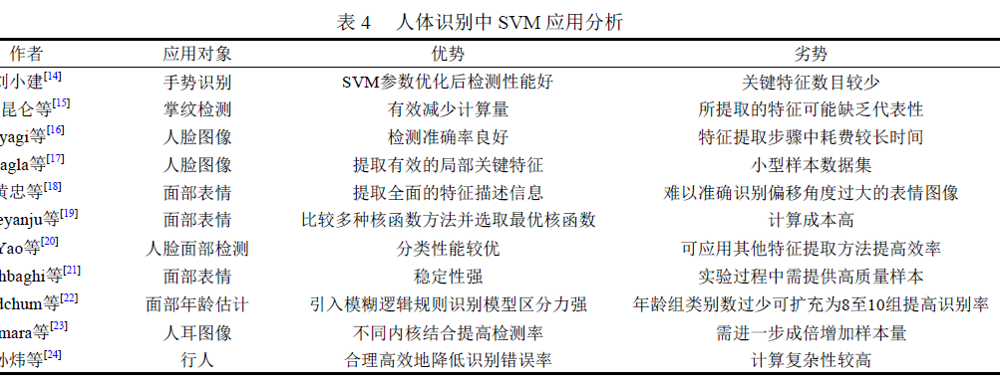 表 4 人体识别中 SVM 应用分析
作者 应用对象 优势 劣势
刘小建[14] 手势识别 SVM参数优化后检测性能好 关键特征数目较少
昆仑等[15] 掌纹检测 有效减少计算量 所提取的特征可能缺乏代表性
yagi等[16] 人脸图像 检测准确率良好 特征提取步骤中耗费较长时间
agla等[17] 人脸图像 提取有效的局部关键特征 小型样本数据集
黄忠等[18] 面部表情 提取全面的特征描述信息 难以准确识别偏移角度过大的表情图像
eyanju等[19] 面部表情 比较多种核函数方法并选取最优核函数 计算成本高
Yao等[20] 人脸面部检测 分类性能较优 可应用其他特征提取方法提高效率
hbaghi等[21] 面部表情 稳定性强 实验过程中需提供高质量样本
dchum等[22] 面部年龄估计 引入模糊逻辑规则识别模型区分力强 年龄组类别数过少可扩充为8至10组提高识别率
mara等[23] 人耳图像 不同内核结合提高检测率 需进一步成倍增加样本量
孙炜等[24] 行人 合理高效地降低识别错误率 计算复杂性较高